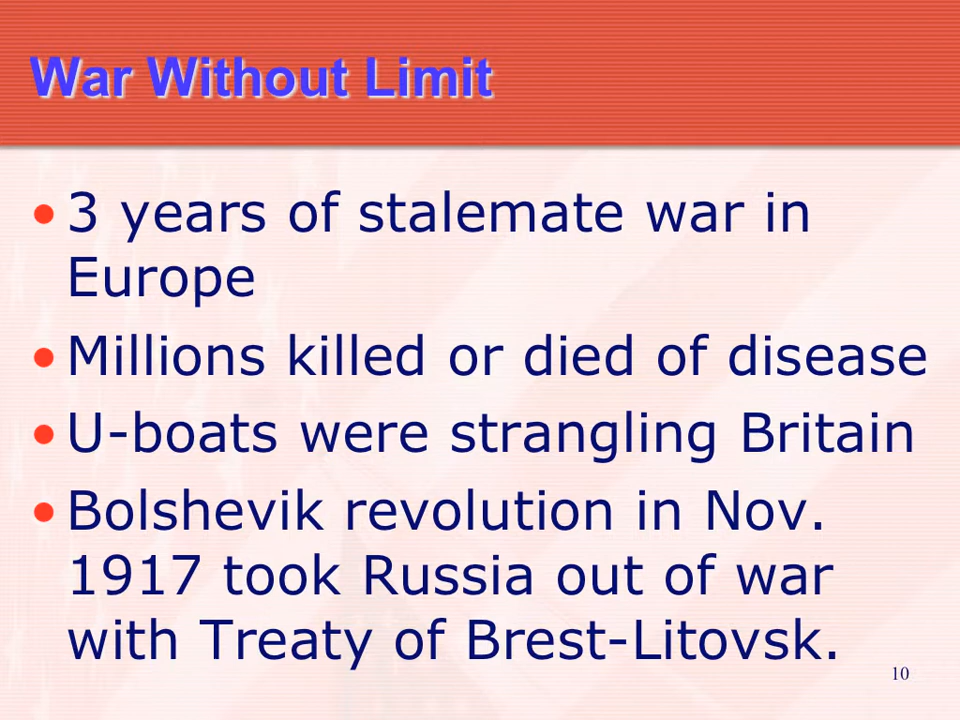 War Without Limit
• 3 years of stalemate war in
Europe
• Millions killed or died of disease
• U-boats were strangling Britain
• Bolshevik revolution in Nov.
1917 took Russia out of war
with Treaty of Brest-Litovsk.
10